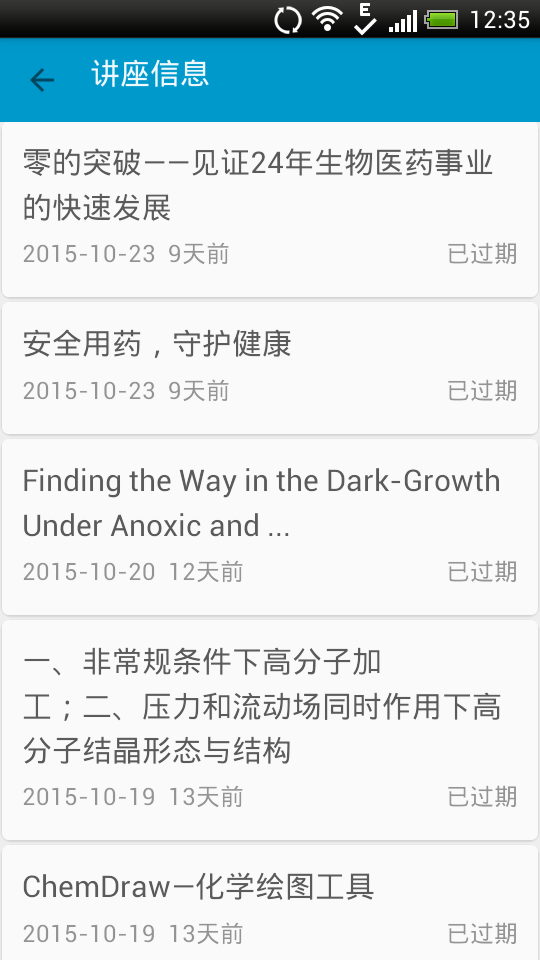 E
12:35
讲座信息
零的突破——见证24年生物医药事业
的快速发展
2015-10-23 9天前 已过期
安全用药，守护健康
2015-10-23 9天前 已过期
Finding the Way in the Dark-Growth
Under Anoxic and ...
2015-10-20 12天前 已过期
一、非常规条件下高分子加
工；二、压力和流动场同时作用下高
分子结晶形态与结构
2015-10-19 13天前 已过期
ChemDraw—化学绘图工具
2015-10-19 13天前 已过期